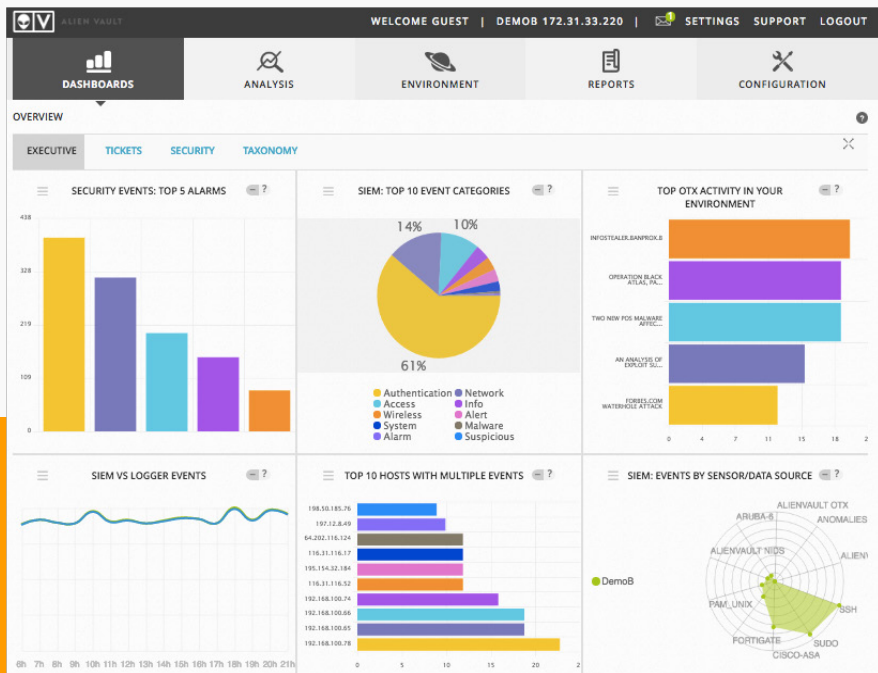 ALIEN VAULT
WELCOME GUEST | DEMOB 172.31.33.220 | SETTINGS SUPPORT LOGOUT
DASHBOARDS
ANALYSIS
ENVIRONMENT
REPORTS
CONFIGURATION
OVERVIEW
?
EXECUTIVE
TICKETS
SECURITY
TAXONOMY
SECURITY EVENTS: TOP 5 ALARMS
?
438
328
219
109
0
SIEM: TOP 10 EVENT CATEGORIES
?
14%
10%
61%
Authentication
Network
Access
Info
Wireless
Alert
System
Malware
Alarm
Suspicious
TOP OTX ACTIVITY IN YOUR
ENVIRONMENT
?
INFOSTEALER.BANPROX.B
OPERATION BLACK
ATLAS, PA...
TWO NEW POS MALWARE
AFFEC...
AN ANALYSIS OF
EXPLOIT SU...
FORBES.COM
WATERHOLE ATTACK
0 4 7 11 15 18 2
SIEM VS LOGGER EVENTS
?
6h 7h 8h 9h 10h 11h 12h 13h 14h 15h 16h 17h 18h 19h 20h 21h
TOP 10 HOSTS WITH MULTIPLE EVENTS
?
198.50.185.76
197.12.8.49
64.202.116.124
116.31.116.17
195.154.32.184
116.31.116.52
192.168.100.74
192.168.100.66
192.168.100.65
192.168.100.78
0 5 10 15 20 2
SIEM: EVENTS BY SENSOR/DATA SOURCE
?
DemoB
ALIENVAULT OTX
ARUBA-6
ANOMALIES
ALIENVAULT NIDS
ALIENV
PAM_UNIX
SSH
FORTIGATE
SUDO
CISCO-ASA